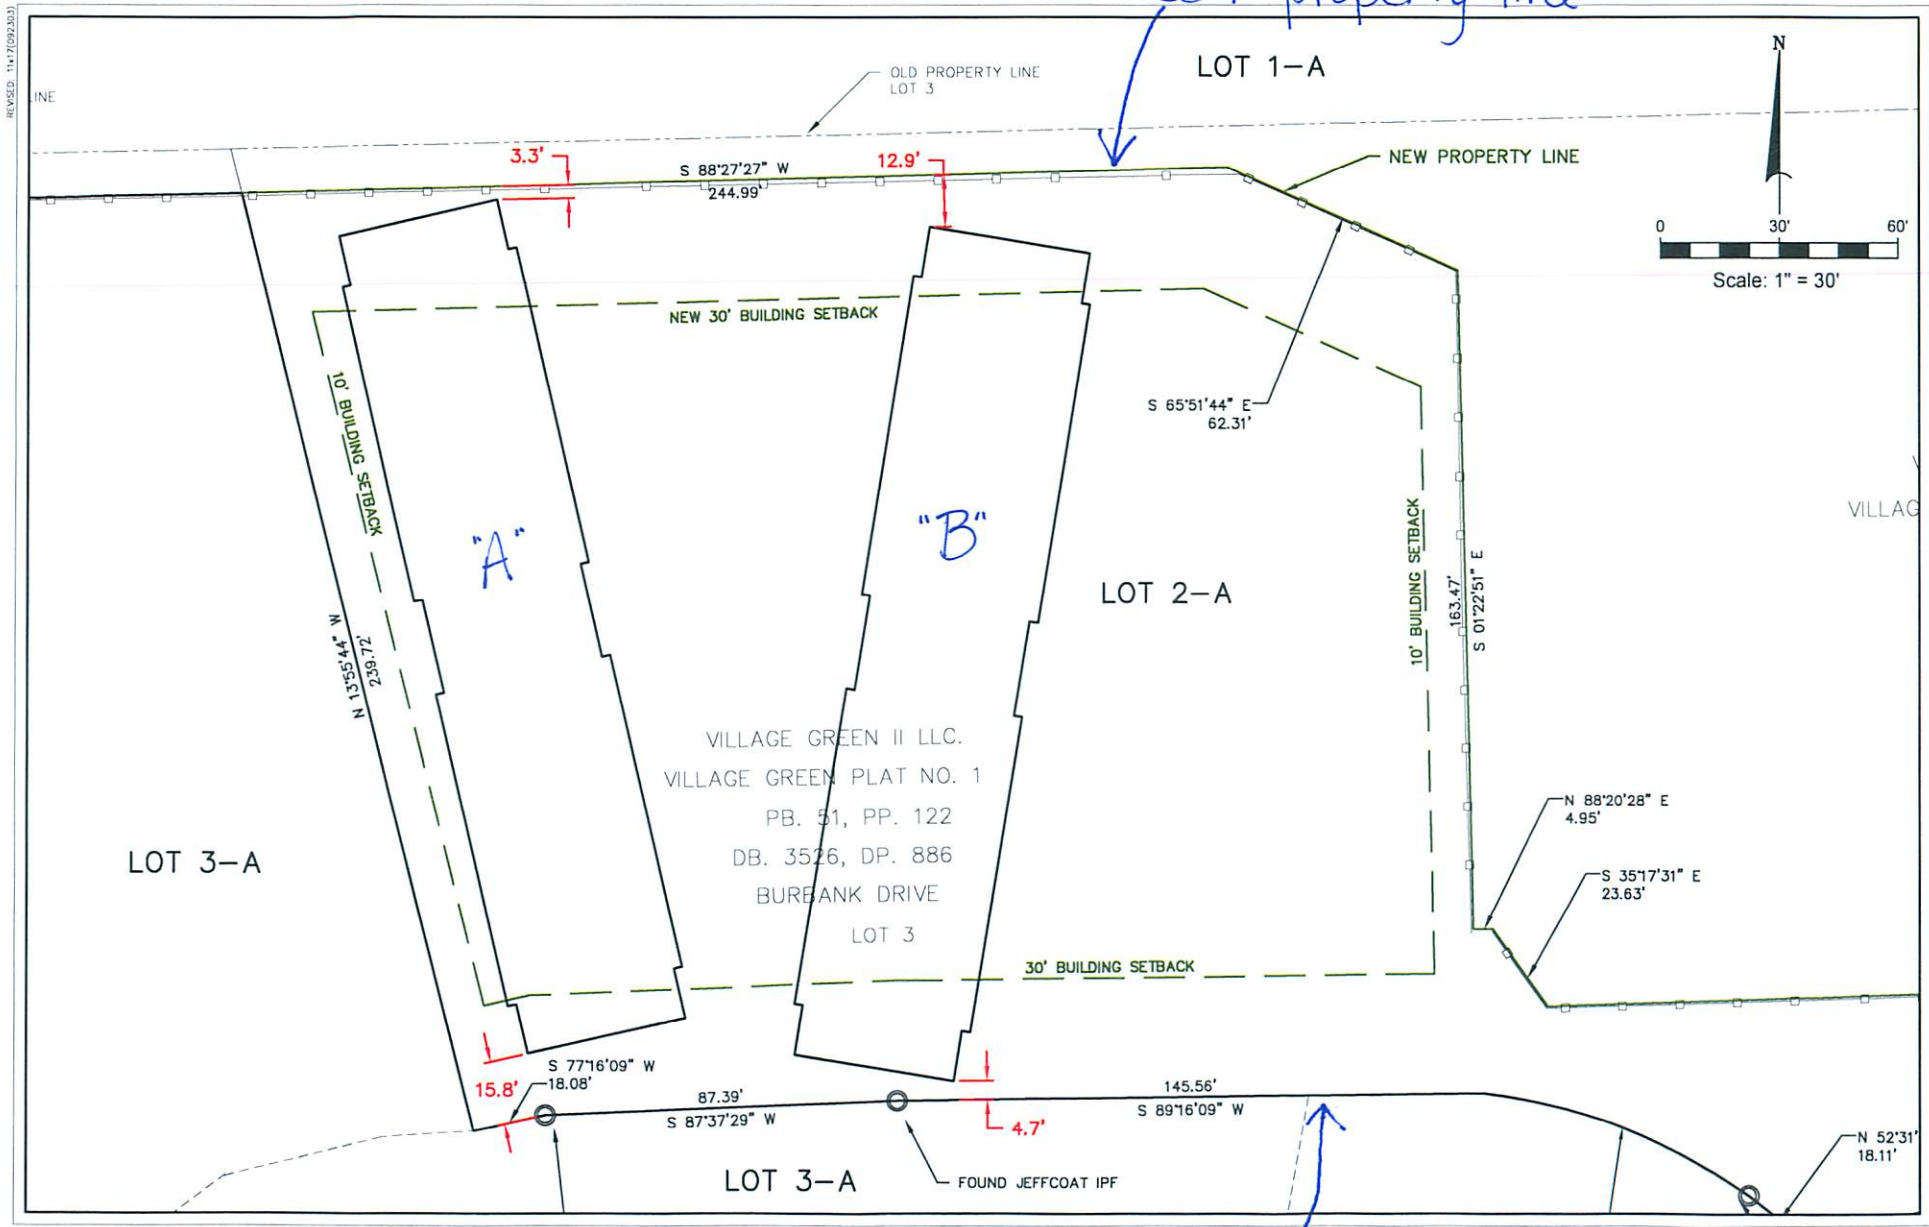 REVISED: 11x17(092303)
property line
LOT 1-A
OLD PROPERTY LINE
LOT 3
INE
N
3.3'
12.9'
S 88°27'27" W
244.99'
NEW PROPERTY LINE
0 30' 60'
Scale: 1" = 30'
NEW 30' BUILDING SETBACK
10' BUILDING SETBACK
S 65°51'44" E
62.31'
"A"
"B"
VILLAG
10' BUILDING SETBACK
163.47'
S 01°22'51" E
LOT 2-A
N 13°55'44" W
239.72'
VILLAGE GREEN II LLC.
VILLAGE GREEN PLAT NO. 1
PB. 51, PP. 122
DB. 3526, DP. 886
BURBANK DRIVE
LOT 3
LOT 3-A
N 88°20'28" E
4.95'
S 35°17'31" E
23.63'
30' BUILDING SETBACK
S 77°16'09" W
18.08'
15.8'
87.39'
S 87°37'29" W
145.56'
S 89°16'09" W
4.7'
N 52°31'
18.11'
LOT 3-A
FOUND JEFFCOAT IPF